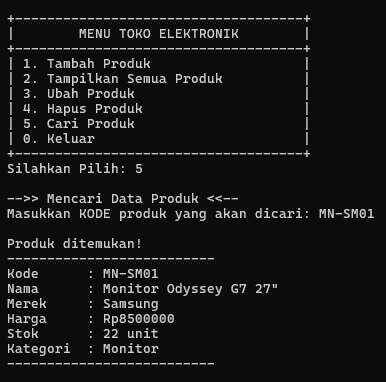 +-----------------------------------+
|        MENU TOKO ELEKTRONIK       |
+-----------------------------------+
| 1. Tambah Produk                  |
| 2. Tampilkan Semua Produk         |
| 3. Ubah Produk                    |
| 4. Hapus Produk                   |
| 5. Cari Produk                    |
| 0. Keluar                         |
+-----------------------------------+
Silahkan Pilih: 5

-->> Mencari Data Produk <<--
Masukkan KODE produk yang akan dicari: MN-SM01

Produk ditemukan!
--------------------------
Kode      : MN-SM01
Nama      : Monitor Odyssey G7 27"
Merek     : Samsung
Harga     : Rp8500000
Stok      : 22 unit
Kategori  : Monitor
--------------------------